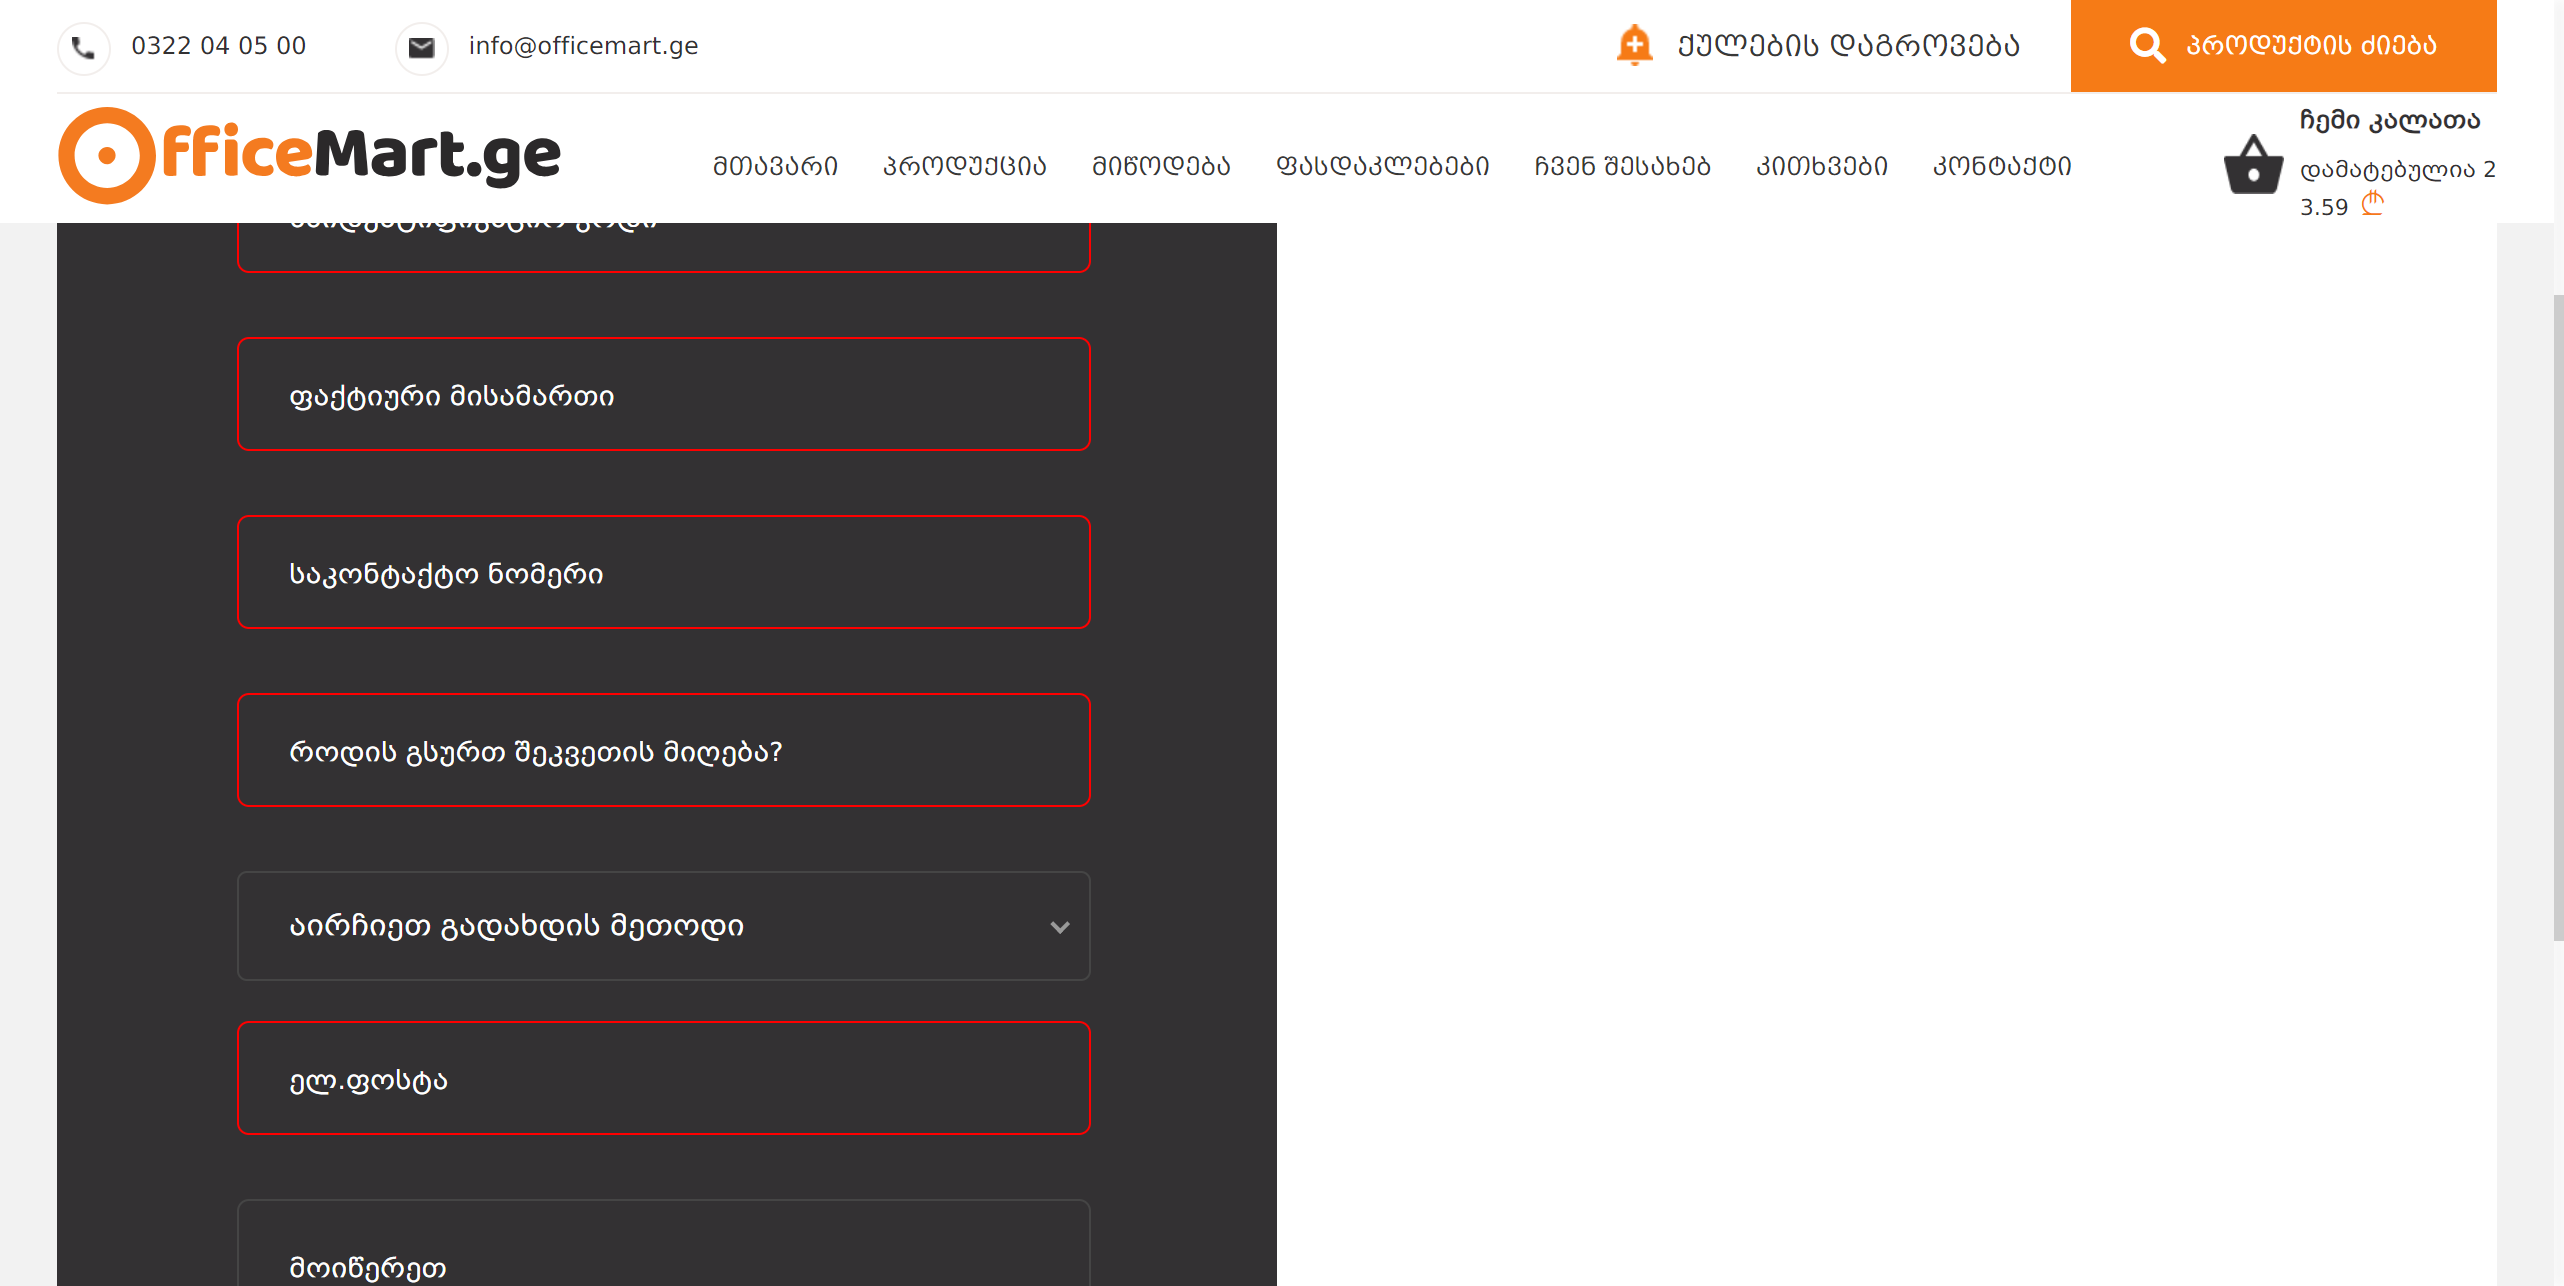 0322 04 05 00
info@officemart.ge
ქულების დაგროვება
პროდუქტის ძიება
OfficeMart.ge
მთავარი
პროდუქცია
მიწოდება
ფასდაკლებები
ჩვენ შესახებ
კითხვები
კონტაქტი
ჩემი კალათა
დამატებულია 2
3.59 ₾
საიდენტიფიკაციო კოდი
ფაქტიური მისამართი
საკონტაქტო ნომერი
როდის გსურთ შეკვეთის მიღება?
აირჩიეთ გადახდის მეთოდი
ელ.ფოსტა
მოიწერეთ